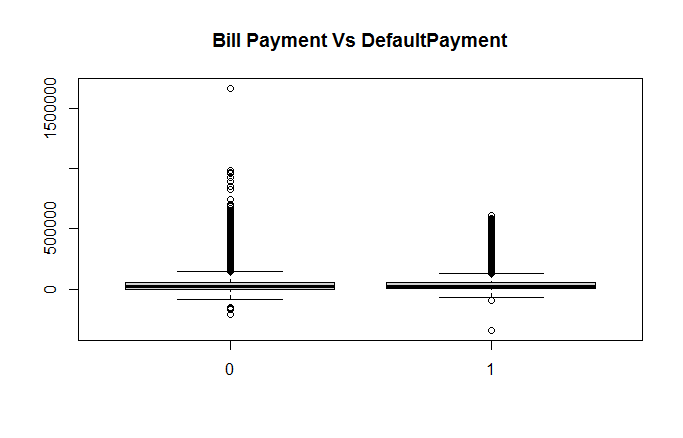 Bill Payment Vs DefaultPayment
1500000
500000
0
0 1